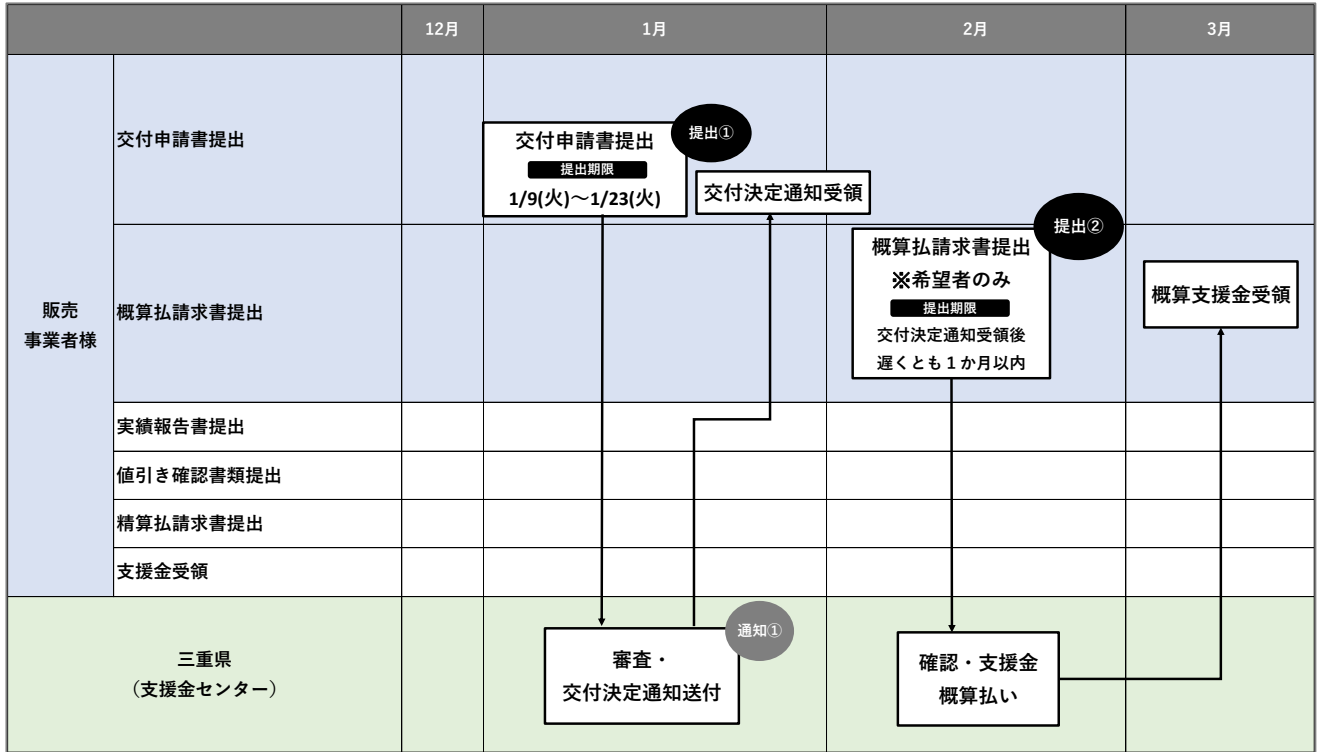 12月
1月
2月
3月
販売
事業者様
交付申請書提出
交付申請書提出
提出期限
1/9(火)～1/23(火)
提出①
交付決定通知受領
概算払請求書提出
概算払請求書提出
※希望者のみ
提出期限
交付決定通知受領後
遅くとも１か月以内
提出②
概算支援金受領
実績報告書提出
値引き確認書類提出
精算払請求書提出
支援金受領
三重県
（支援金センター）
審査・
交付決定通知送付
通知①
確認・支援金
概算払い